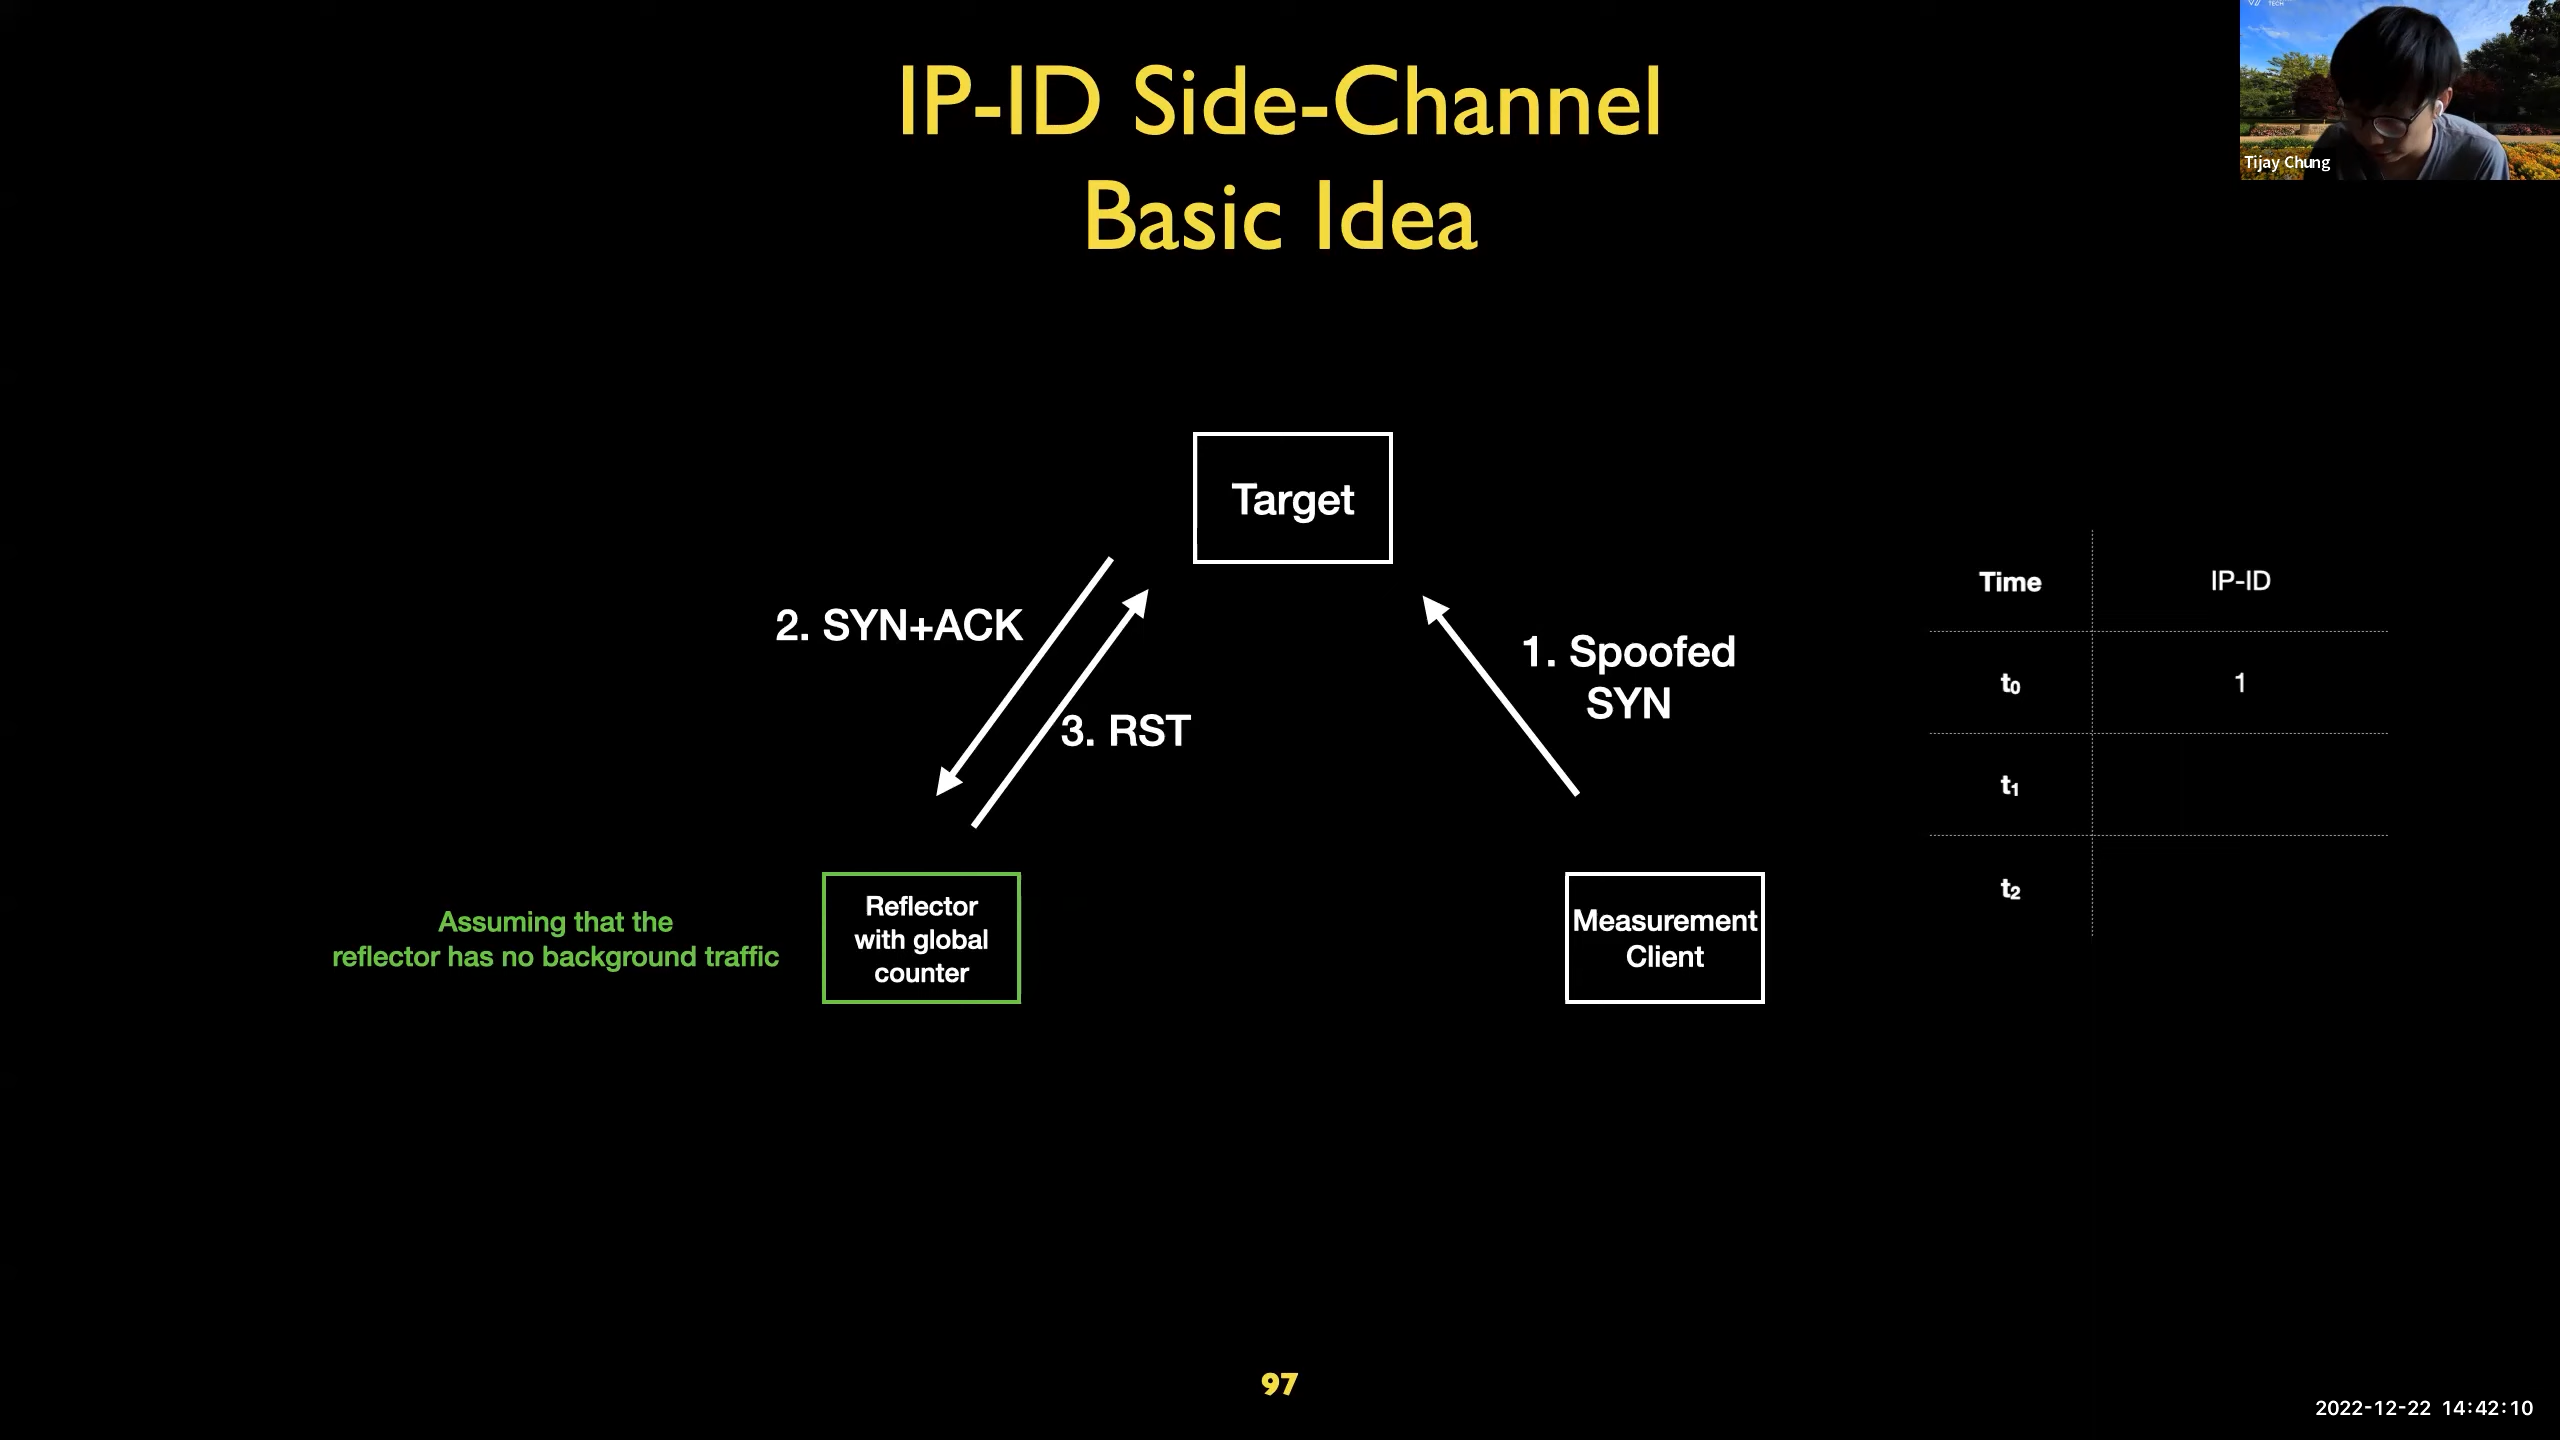 IP-ID Side-Channel
Basic Idea
TECH
Tijay Chung
Target
2. SYN+ACK
3. RST
1. Spoofed
SYN
Time IP-ID
t₀ 1
t₁
t₂
Assuming that the
reflector has no background traffic
Reflector
with global
counter
Measurement
Client
97
2022-12-22 14:42:10